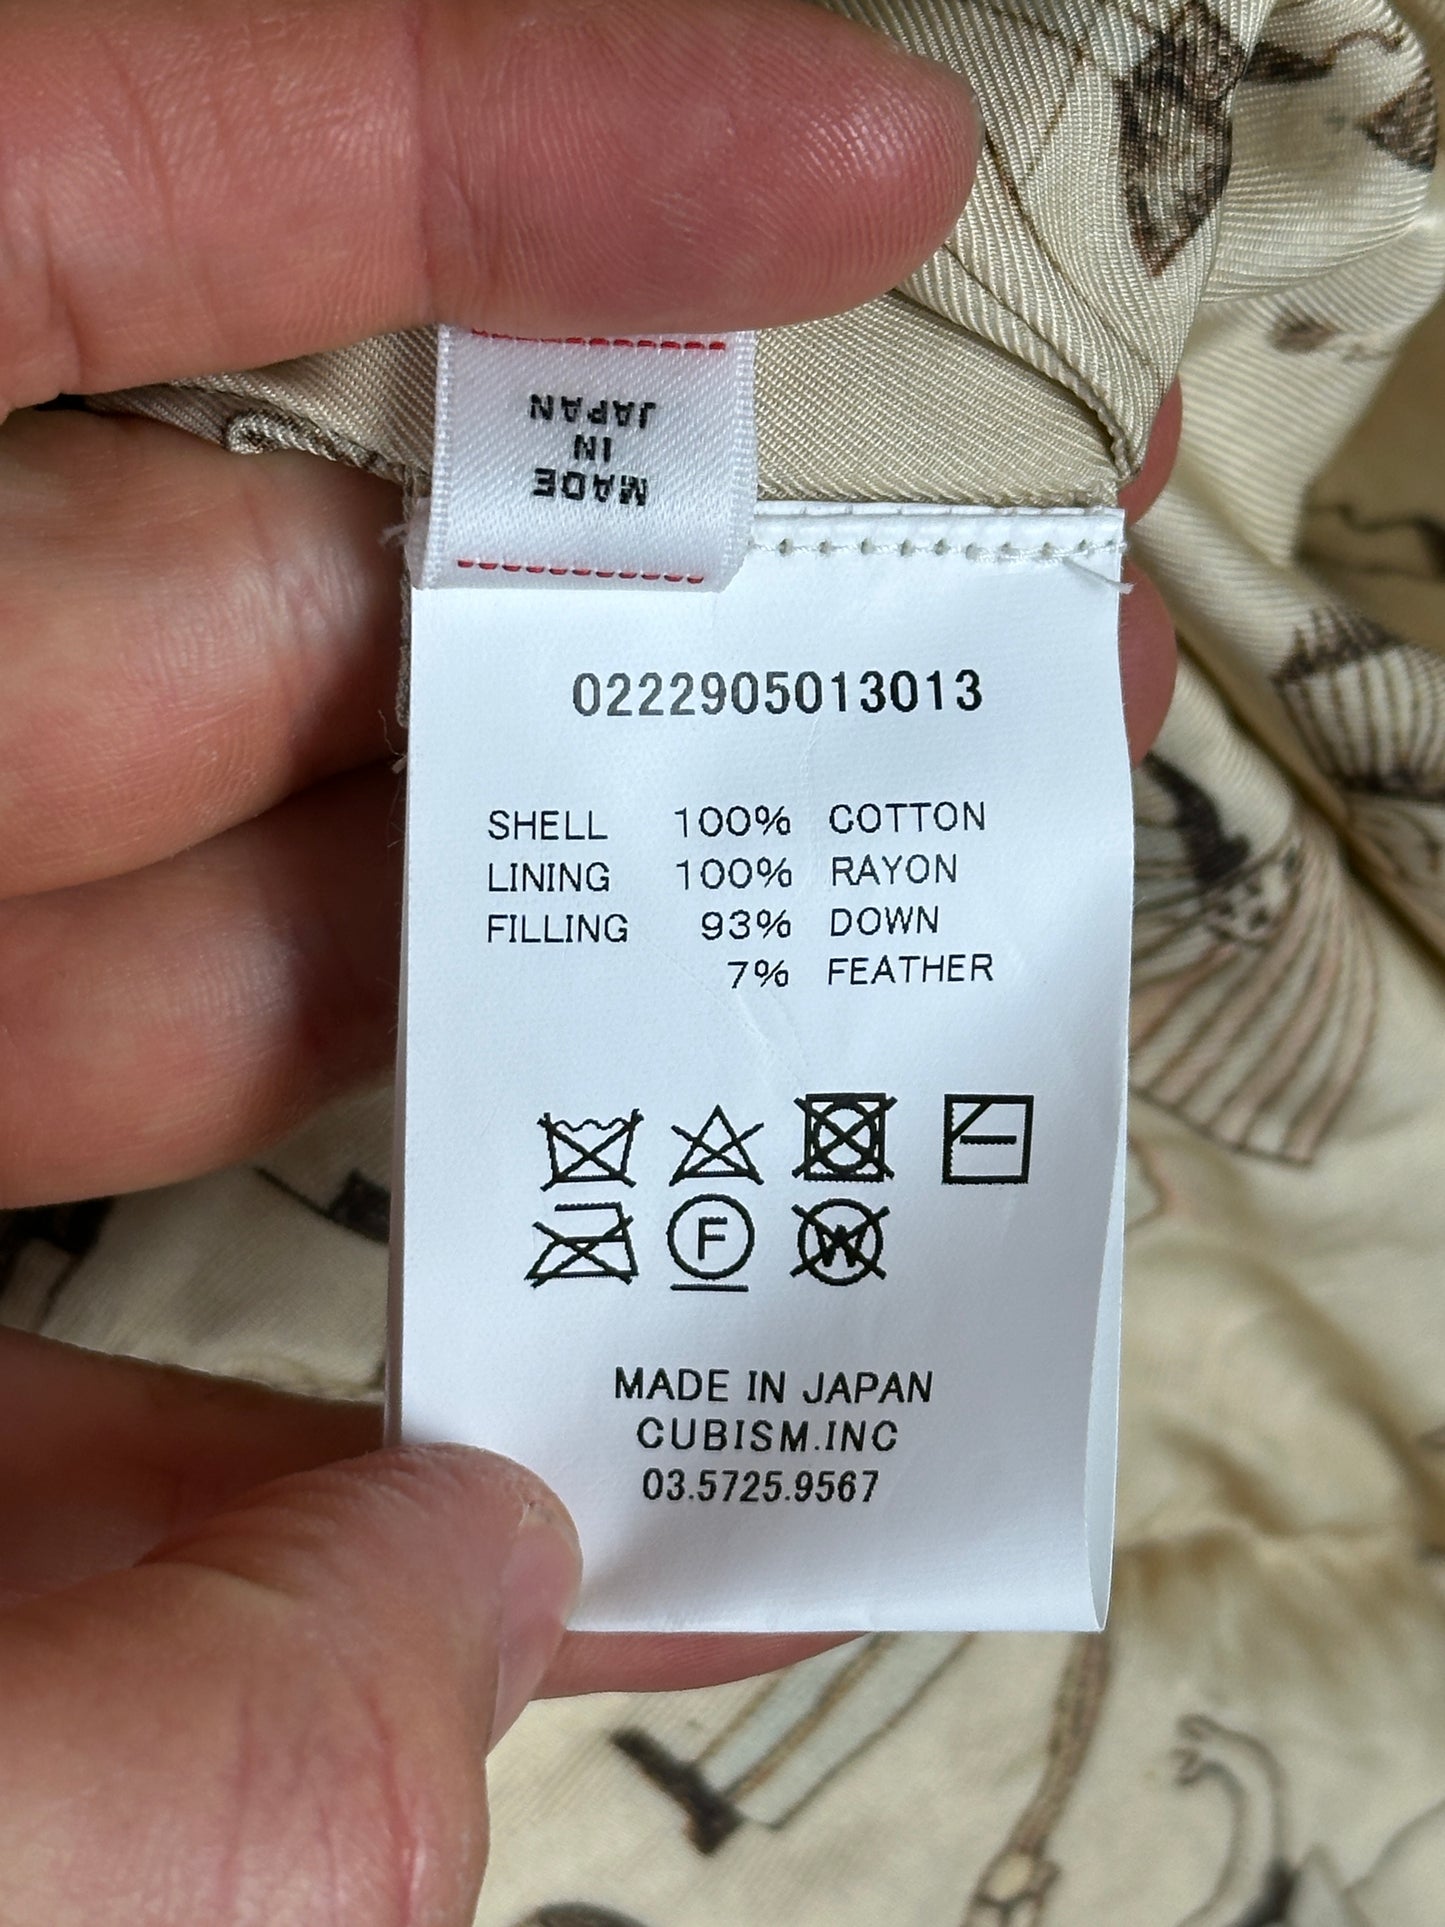 MADE
IN
JAPAN
0222905013013
SHELL 100% COTTON
LINING 100% RAYON
FILLING 93% DOWN
7% FEATHER
F
W
MADE IN JAPAN
CUBISM.INC
03.5725.9567